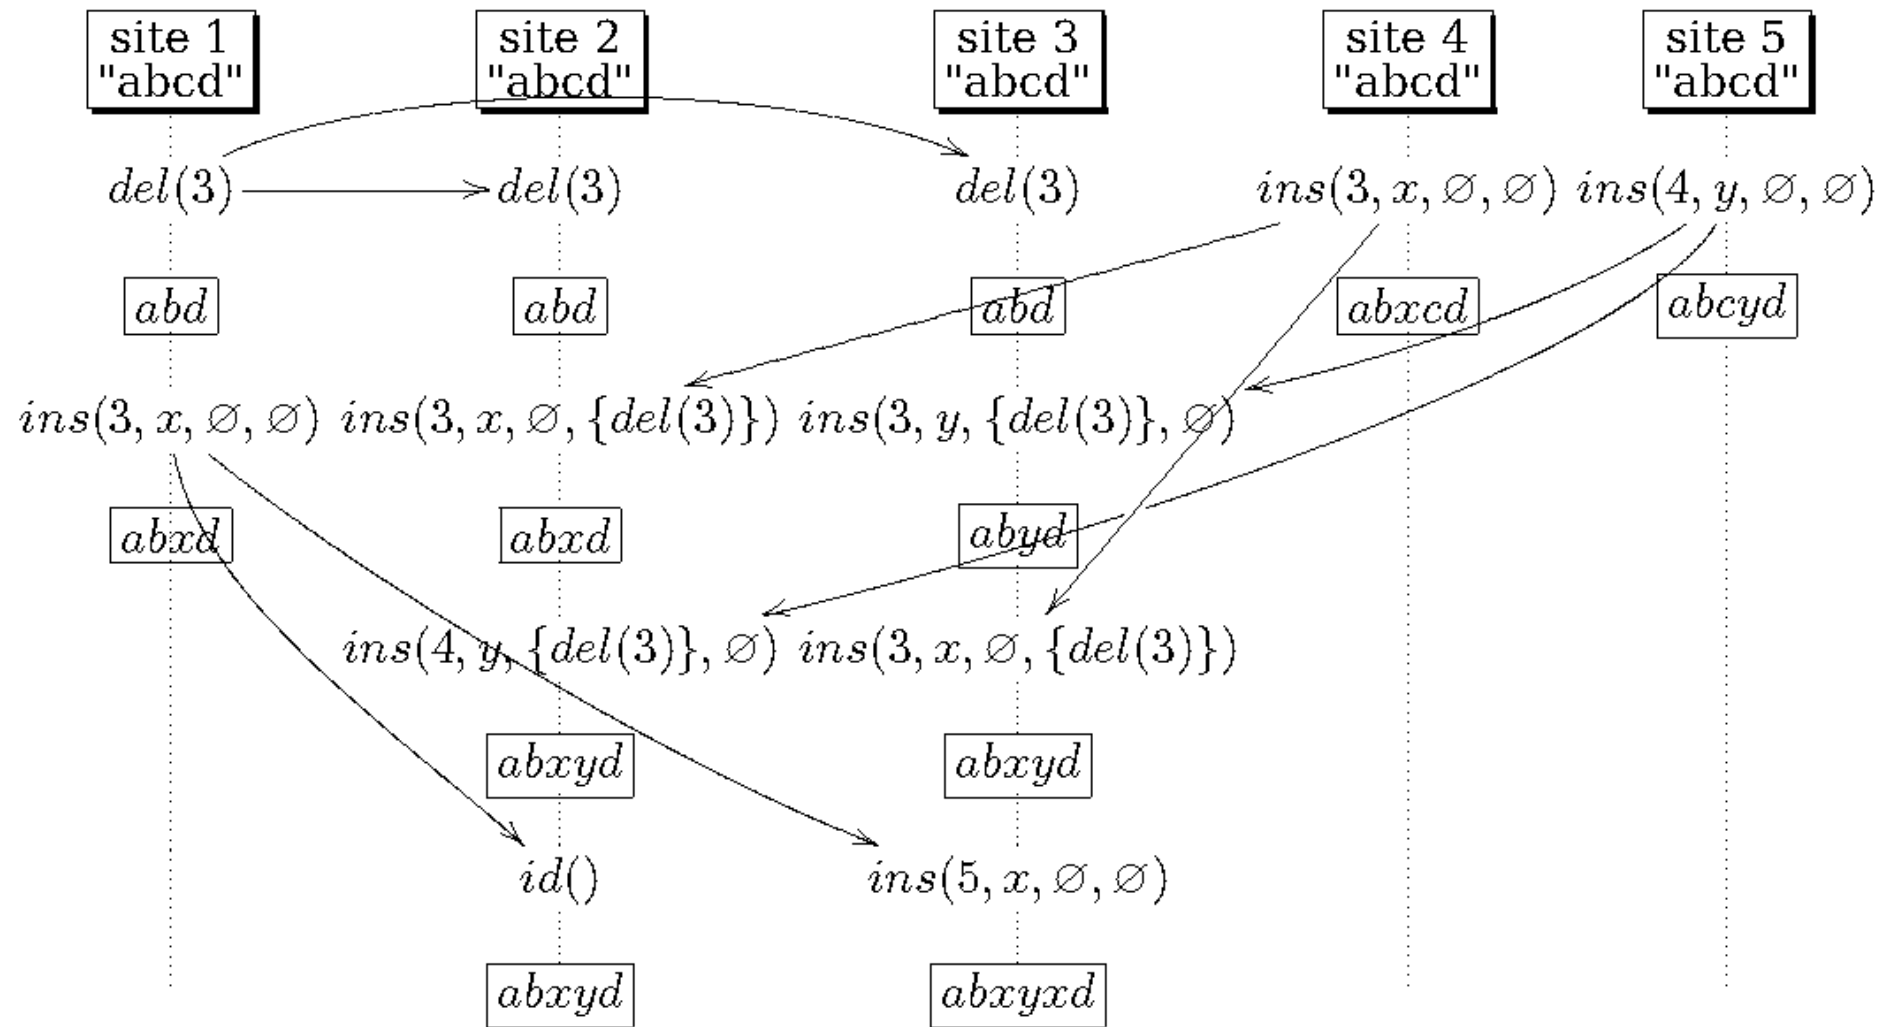 site 1 site 2 site 3 site 4 site 5
"abcd" "abcd" "abcd" "abcd" "abcd"
del(3) del(3) del(3) ins(3, x, ∅, ∅) ins(4, y, ∅, ∅)
abd abd abd abxcd abcyd
ins(3, x, ∅, ∅) ins(3, x, ∅, {del(3)}) ins(3, y, {del(3)}, ∅)
abxd abxd abyd
ins(4, y, {del(3)}, ∅) ins(3, x, ∅, {del(3)})
abxyd abxyd
id() ins(5, x, ∅, ∅)
abxyd abxyxd